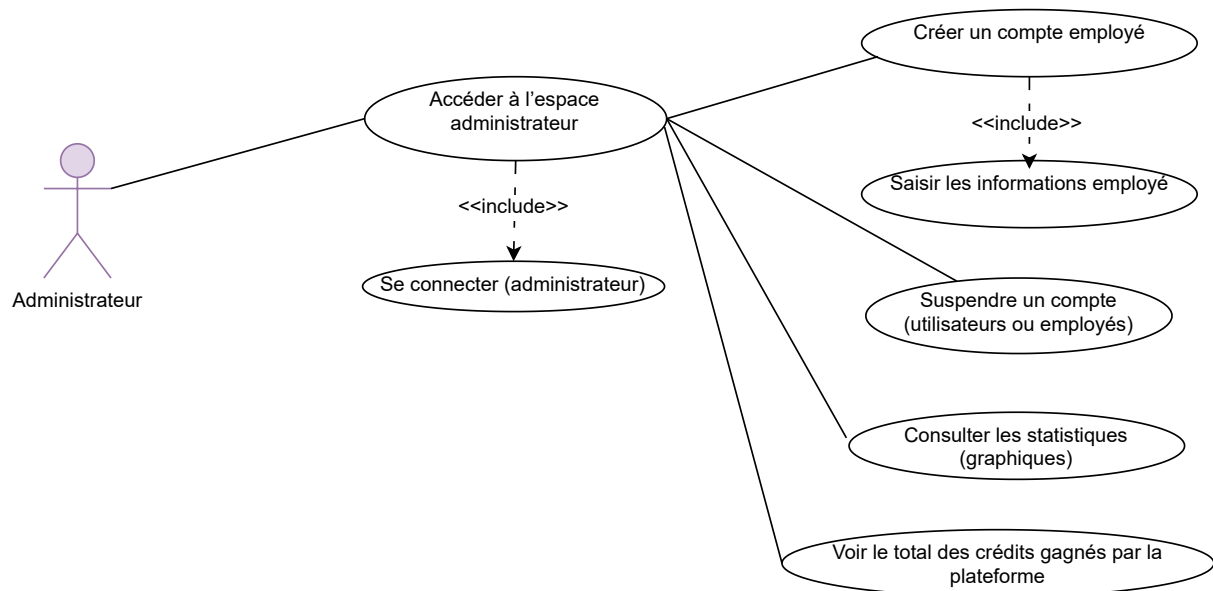 Créer un compte employé
Accéder à l'espace
administrateur
<<include>>
Saisir les informations employé
<<include>>
Se connecter (administrateur)
Administrateur
Suspendre un compte
(utilisateurs ou employés)
Consulter les statistiques
(graphiques)
Voir le total des crédits gagnés par la
plateforme